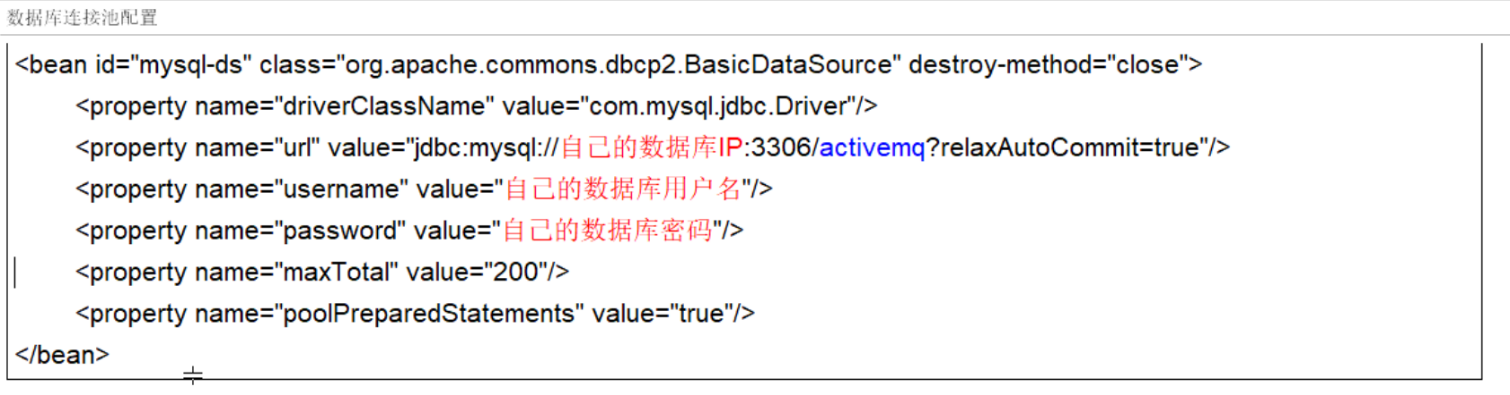 数据库连接池配置
<bean id="mysql-ds" class="org.apache.commons.dbcp2.BasicDataSource" destroy-method="close">
<property name="driverClassName" value="com.mysql.jdbc.Driver"/>
<property name="url" value="jdbc:mysql://自己的数据库IP:3306/activemq?relaxAutoCommit=true"/>
<property name="username" value="自己的数据库用户名"/>
<property name="password" value="自己的数据库密码"/>
<property name="maxTotal" value="200"/>
<property name="poolPreparedStatements" value="true"/>
</bean>